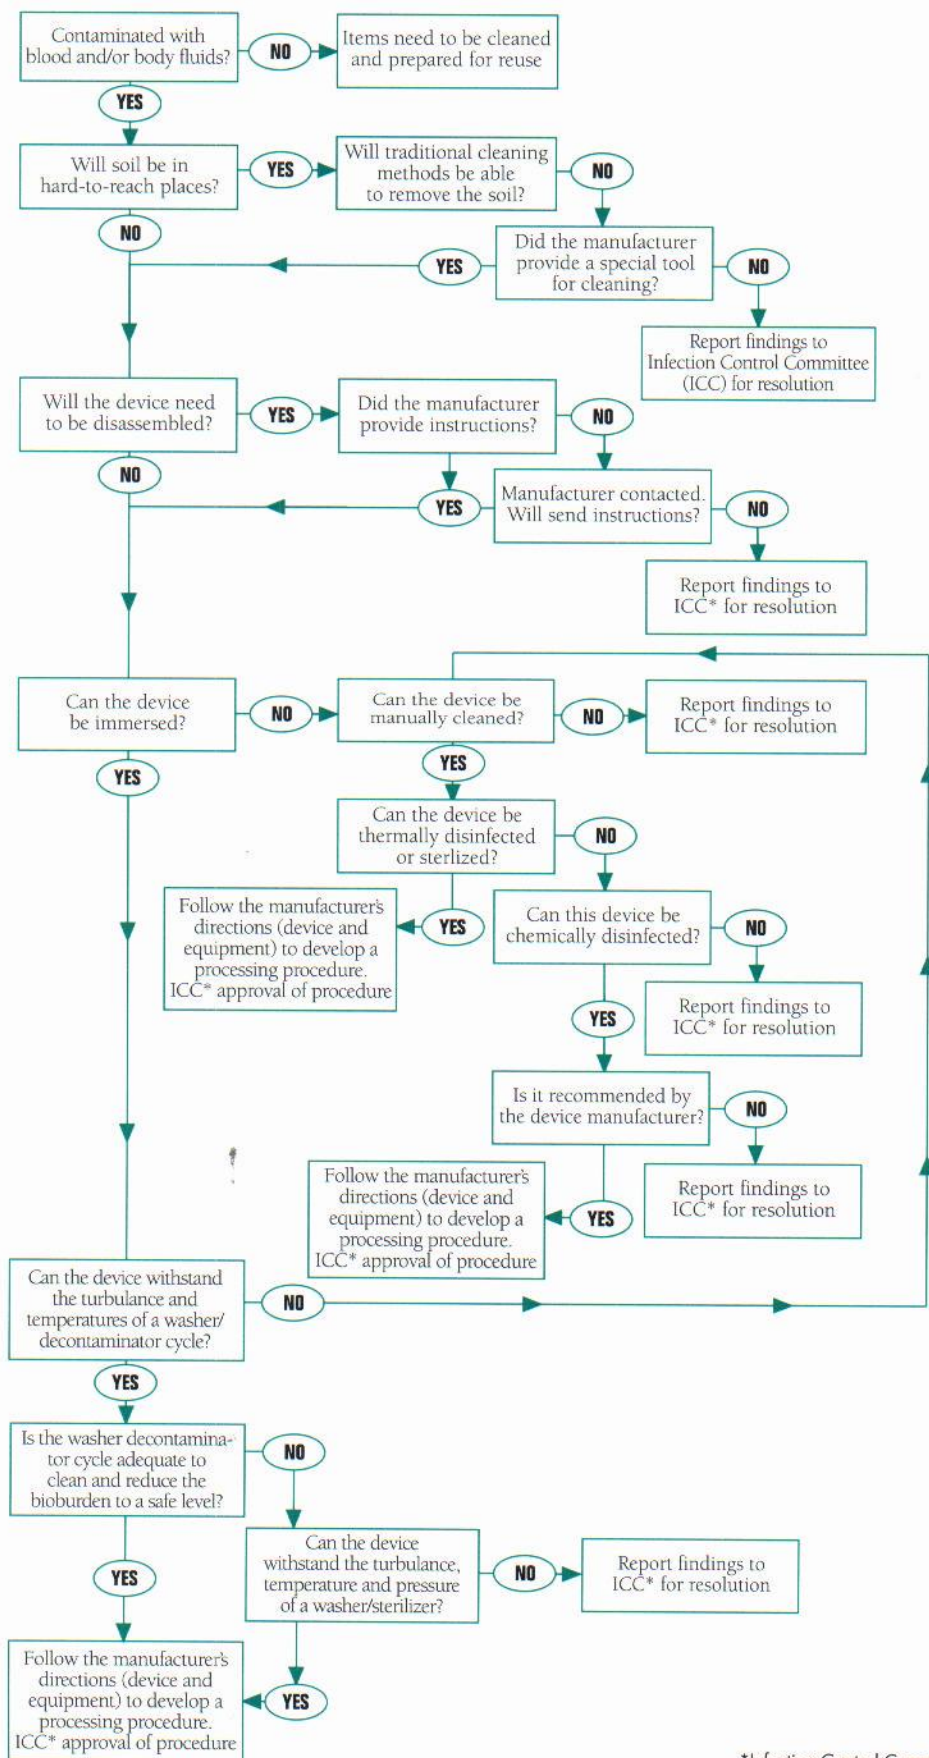 Contaminated with
blood and/or body fluids?
NO
Items need to be cleaned
and prepared for reuse
YES
Will soil be in
hard-to-reach places?
YES
Will traditional cleaning
methods be able
to remove the soil?
NO
NO
Did the manufacturer
provide a special tool
for cleaning?
YES
NO
Report findings to
Infection Control Committee
(ICC) for resolution
Will the device need
to be disassembled?
YES
Did the manufacturer
provide instructions?
NO
NO
YES
Manufacturer contacted.
Will send instructions?
NO
Report findings to
ICC* for resolution
Can the device
be immersed?
NO
Can the device be
manually cleaned?
NO
Report findings to
ICC* for resolution
YES
YES
Can the device be
thermally disinfected
or sterlized?
NO
Follow the manufacturer's
directions (device and
equipment) to develop a
processing procedure.
ICC* approval of procedure
YES
Can this device be
chemically disinfected?
NO
Report findings to
ICC* for resolution
YES
Is it recommended by
the device manufacturer?
NO
Report findings to
ICC* for resolution
Follow the manufacturer's
directions (device and
equipment) to develop a
processing procedure.
ICC* approval of procedure
YES
Can the device withstand
the turbulance and
temperatures of a washer/
decontaminator cycle?
NO
YES
Is the washer decontamina-
tor cycle adequate to
clean and reduce the
bioburden to a safe level?
NO
Can the device
withstand the turbulance,
temperature and pressure
of a washer/sterilizer?
NO
Report findings to
ICC* for resolution
YES
YES
Follow the manufacturer's
directions (device and
equipment) to develop a
processing procedure.
ICC* approval of procedure